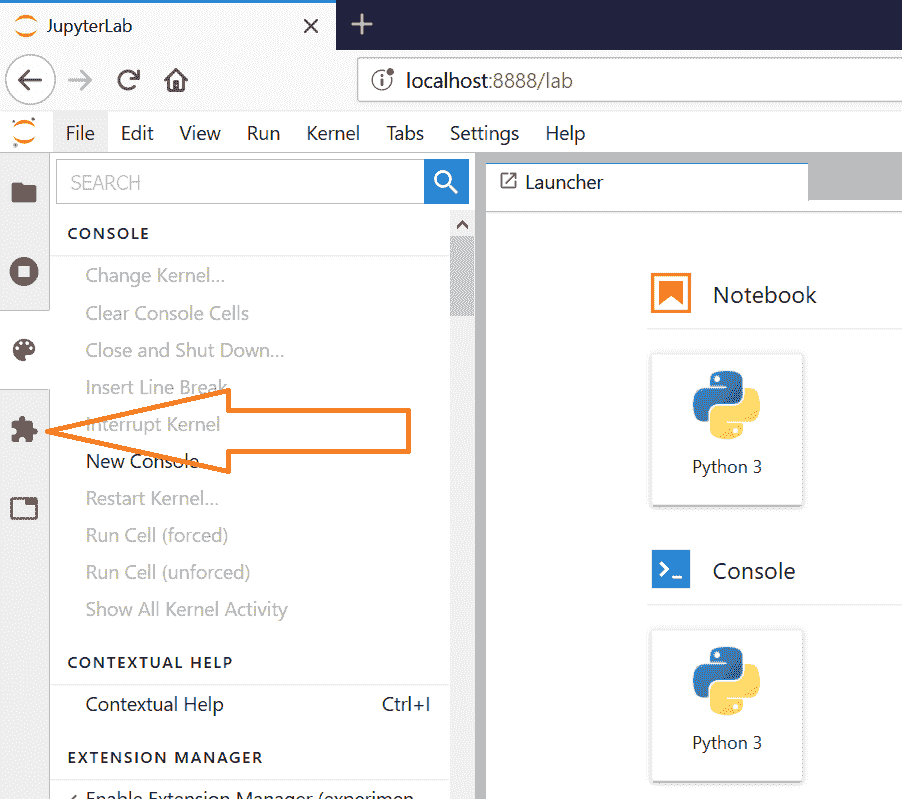 JupyterLab
localhost:8888/lab
File Edit View Run Kernel Tabs Settings Help
SEARCH
Launcher
CONSOLE
Change Kernel...
Clear Console Cells
Close and Shut Down...
Insert Line Break
Interrupt Kernel
New Console
Restart Kernel...
Run Cell (forced)
Run Cell (unforced)
Show All Kernel Activity
CONTEXTUAL HELP
Contextual Help Ctrl+I
EXTENSION MANAGER
Enable Extension Manager (experimen
Notebook
Python 3
Console
Python 3